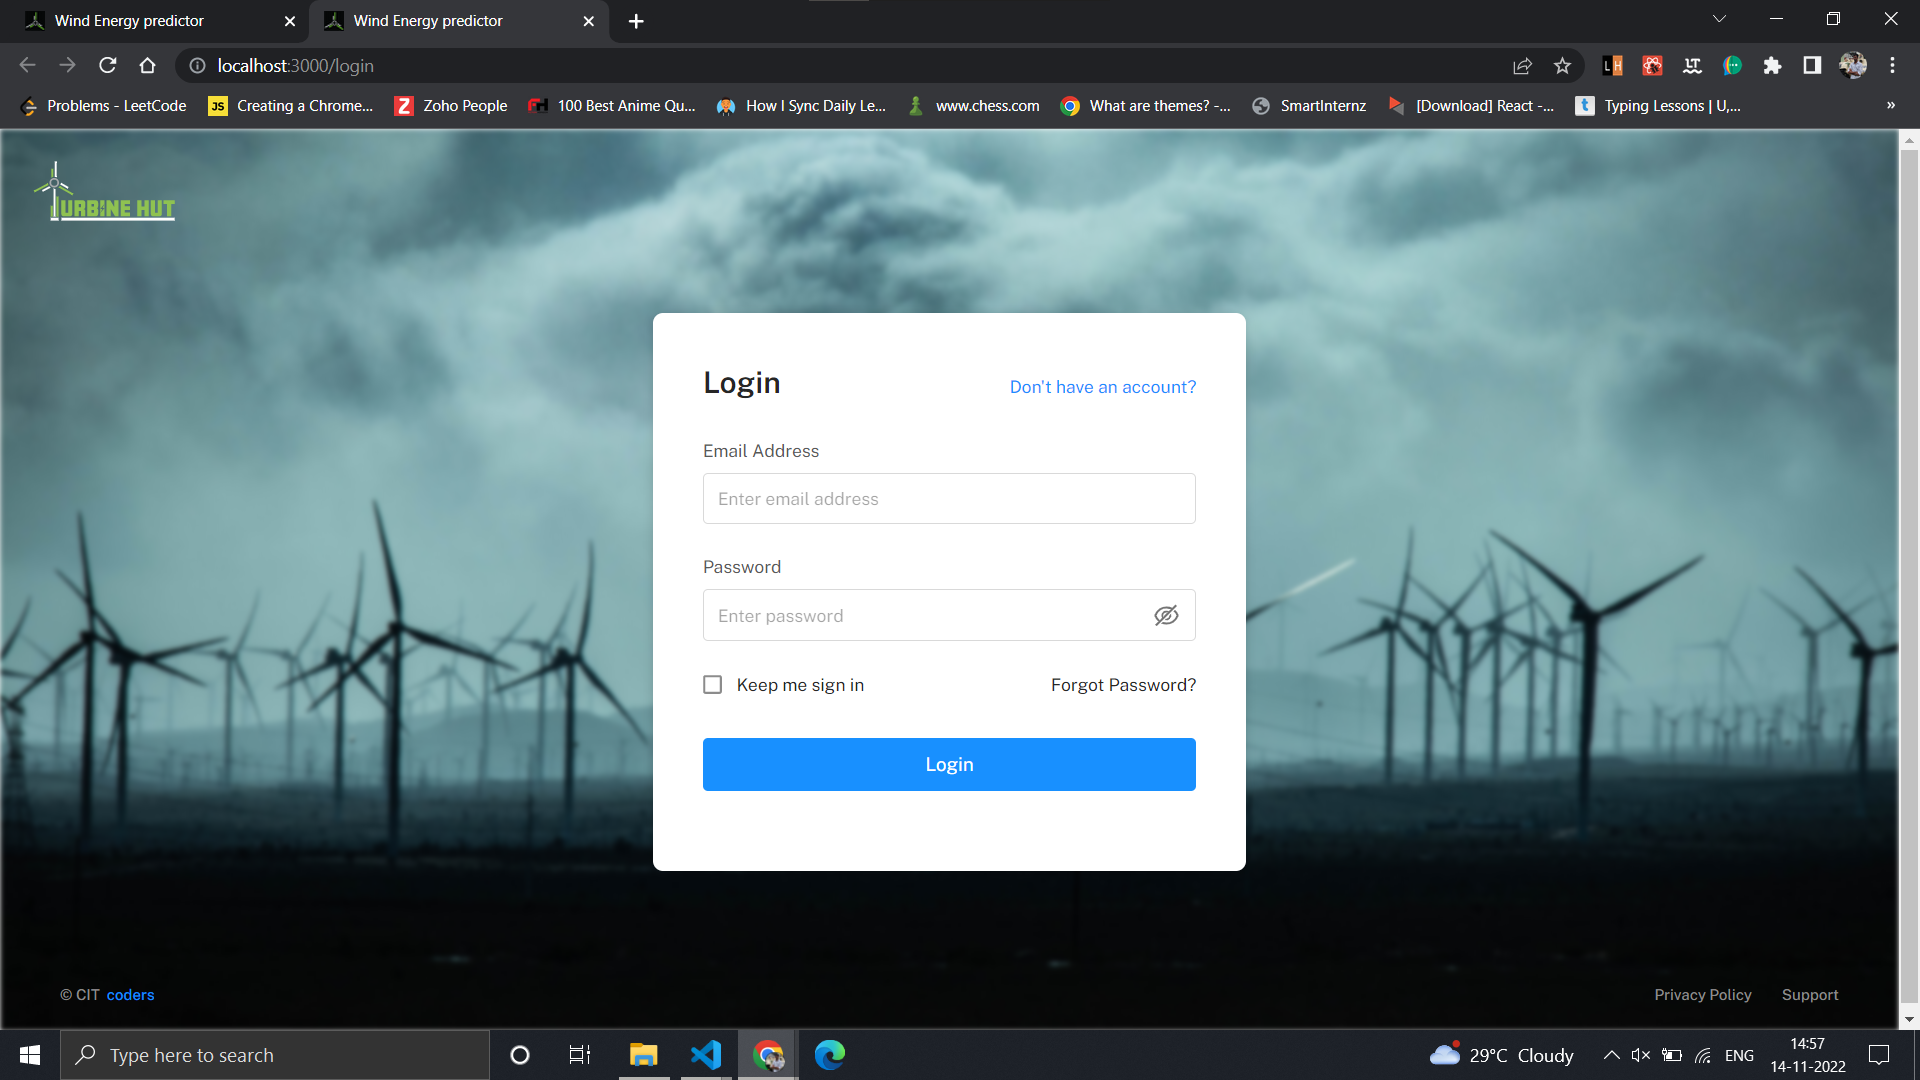 Wind Energy predictor
Wind Energy predictor
localhost:3000/login
LH
Problems - LeetCode
JS Creating a Chrome...
Z Zoho People
100 Best Anime Qu...
How I Sync Daily Le...
www.chess.com
What are themes? -...
SmartInternz
[Download] React -...
t Typing Lessons | U,...
»
TURBINE HUT
Login
Don't have an account?
Email Address
Enter email address
Password
Enter password
Keep me sign in
Forgot Password?
Login
© CIT coders
Privacy Policy
Support
Type here to search
29°C Cloudy
ENG
14:57
14-11-2022